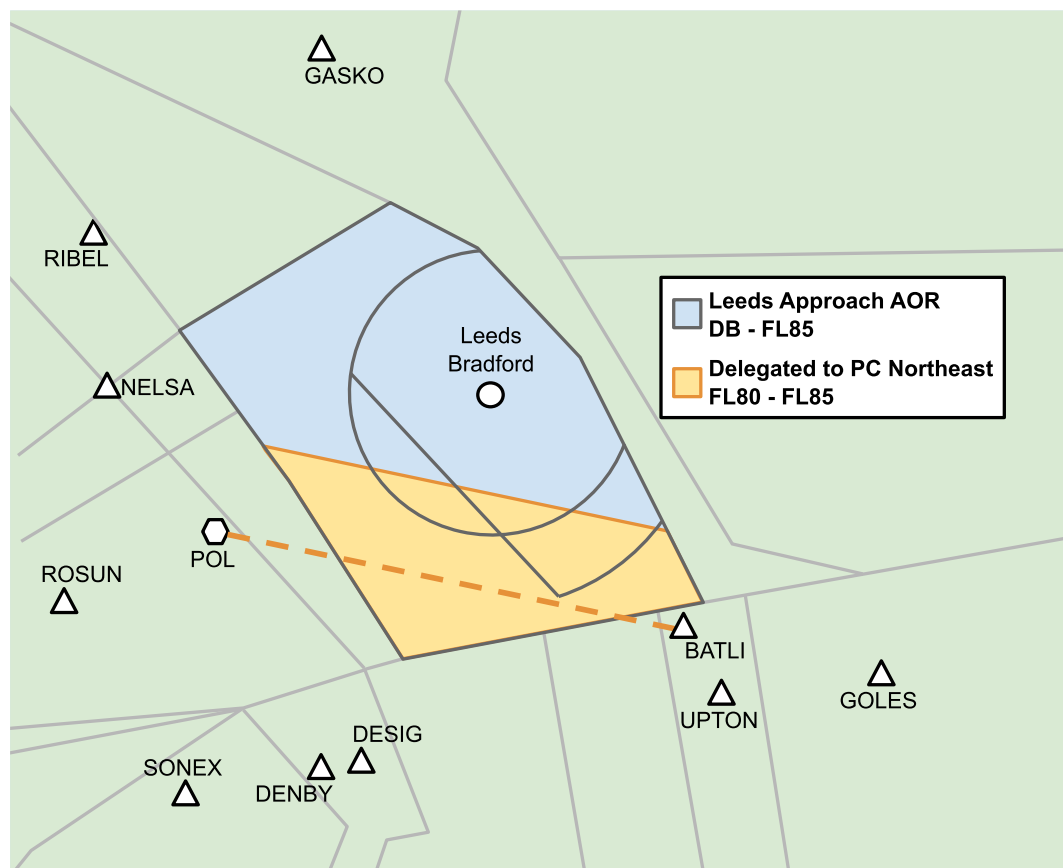 GASKO
RIBEL
Leeds
Bradford
Leeds Approach AOR
DB - FL85
Delegated to PC Northeast
FL80 - FL85
NELSA
POL
ROSUN
BATLI
GOLES
UPTON
DESIG
SONEX
DENBY